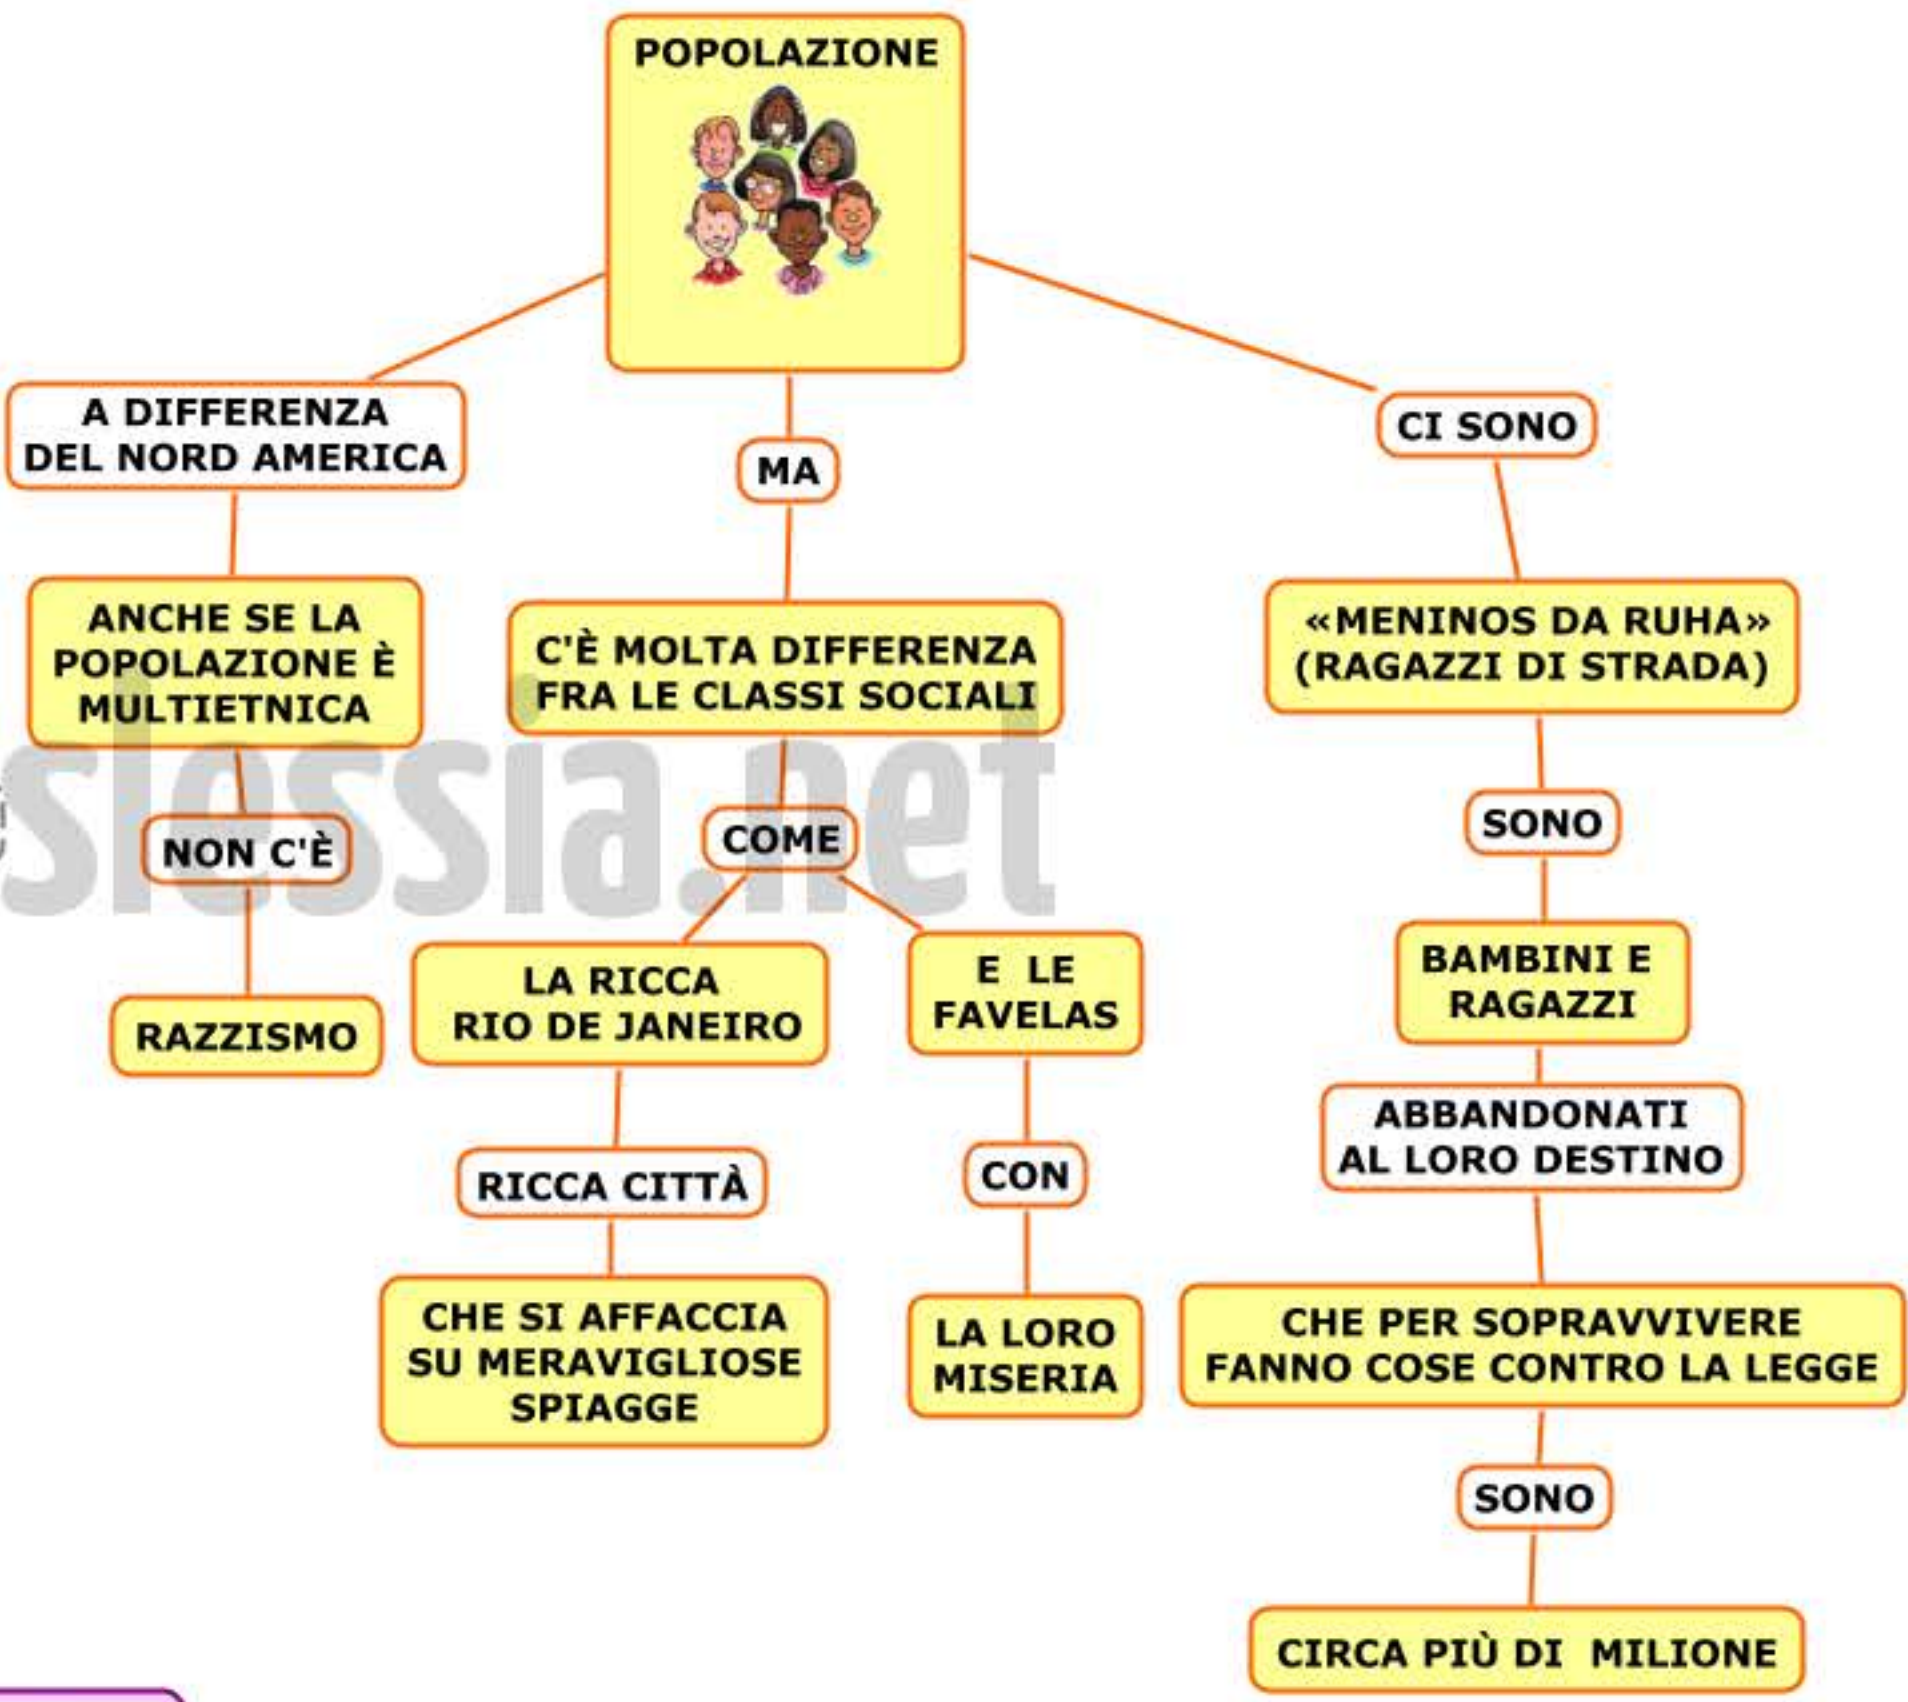 POPOLAZIONE
A DIFFERENZA
DEL NORD AMERICA
ANCHE SE LA
POPOLAZIONE È
MULTIETNICA
NON C'È
RAZZISMO
MA
C'È MOLTA DIFFERENZA
FRA LE CLASSI SOCIALI
COME
LA RICCA
RIO DE JANEIRO
RICCA CITTÀ
CHE SI AFFACCIA
SU MERAVIGLIOSE
SPIAGGE
E LE
FAVELAS
CON
LA LORO
MISERIA
CI SONO
«MENINOS DA RUHA»
(RAGAZZI DI STRADA)
SONO
BAMBINI E
RAGAZZI
ABBANDONATI
AL LORO DESTINO
CHE PER SOPRAVVIVERE
FANNO COSE CONTRO LA LEGGE
SONO
CIRCA PIÙ DI MILIONE
slessia.net